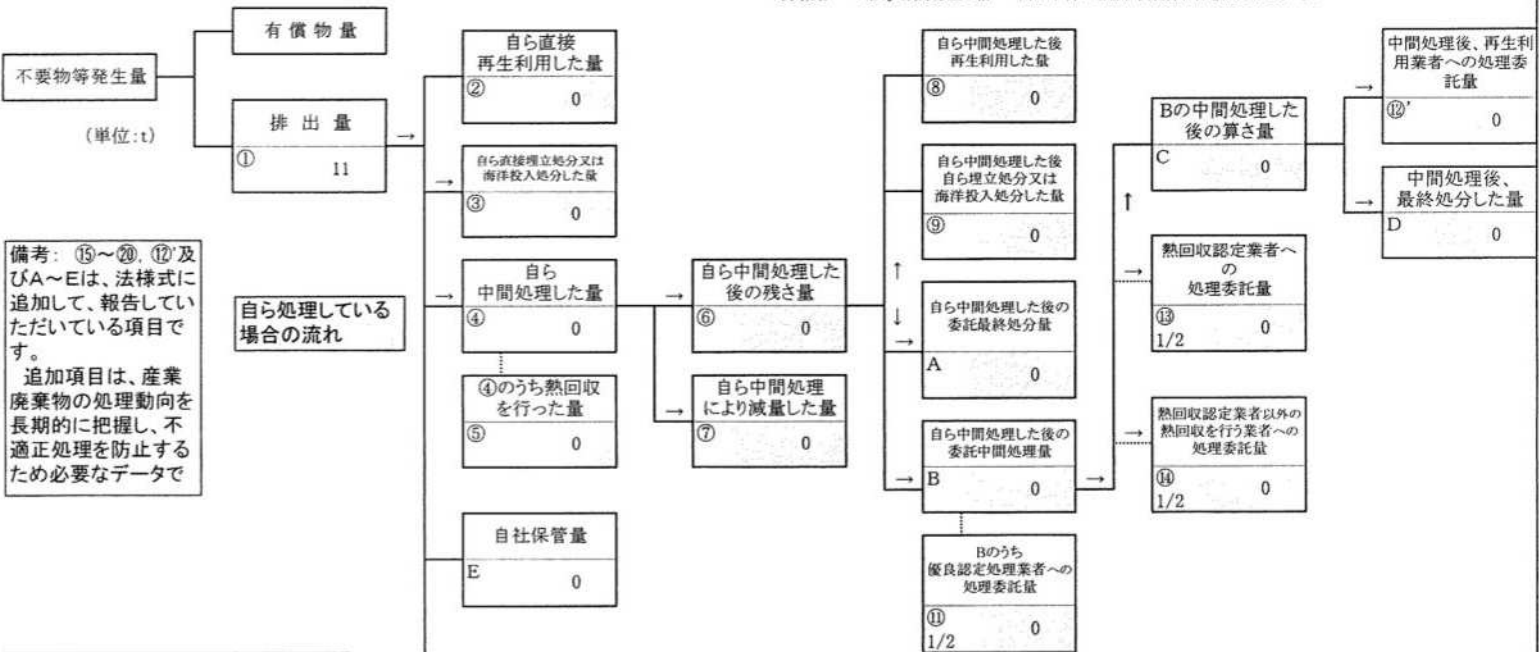 不要物等発生量
(単位:t)
有償物量
排出量
①
11
→
備考: ⑮~⑳, ⑫'及
びA~Eは、法様式に
追加して、報告してい
ただいている項目で
す。
追加項目は、産業
廃棄物の処理動向を
長期的に把握し、不
適正処理を防止する
ため必要なデータで
自ら処理している
場合の流れ
自ら直接
再生利用した量
②
0
→
自ら直接埋立処分又は
海洋投入処分した量
③
0
→
自ら
中間処理した量
④
0
④のうち熱回収
を行った量
⑤
0
自社保管量
E
0
→
自ら中間処理した
後の残さ量
⑥
0
→
自ら中間処理
により減量した量
⑦
0
自ら中間処理した後
再生利用した量
⑧
0
自ら中間処理した後
自ら埋立処分又は
海洋投入処分した量
⑨
0
↑
↓
→
自ら中間処理した後の
委託最終処分量
A
0
→
自ら中間処理した後の
委託中間処理量
B
0
→
Bのうち
優良認定処理業者への
処理委託量
⑪
1/2
0
↑
Bの中間処理した
後の算さ量
C
0
→
熱回収認定業者へ
の
処理委託量
⑬
1/2
0
→
熱回収認定業者以外の
熱回収を行う業者への
処理委託量
⑭
1/2
0
→
中間処理後、再生利
用業者への処理委
託量
⑫'
0
→
中間処理後、
最終処分した量
D
0